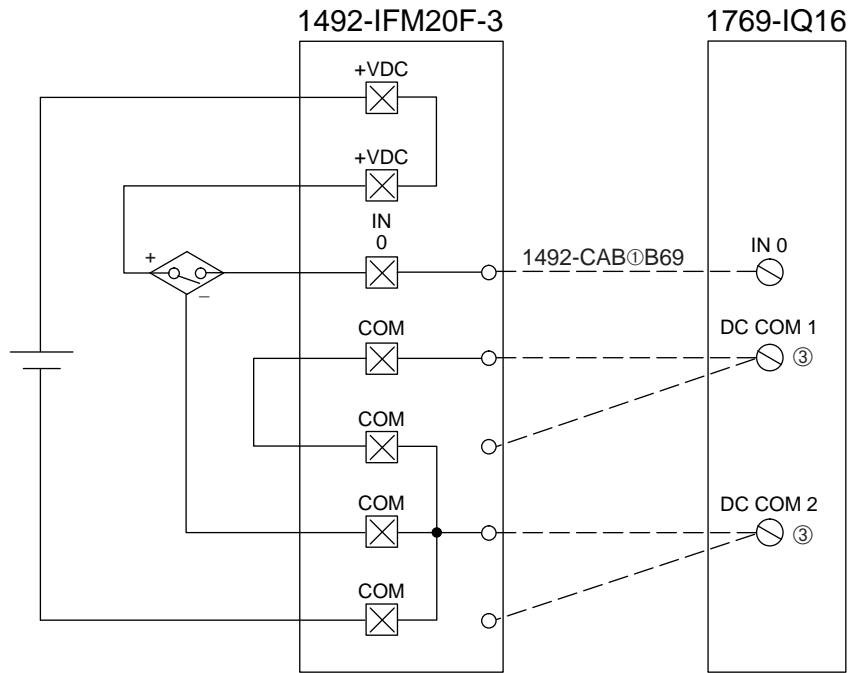 1492-IFM20F-3
1769-IQ16
+VDC
+VDC
IN
0
+
–
1492-CAB①B69
IN 0
COM
DC COM 1
③
COM
COM
DC COM 2
③
COM